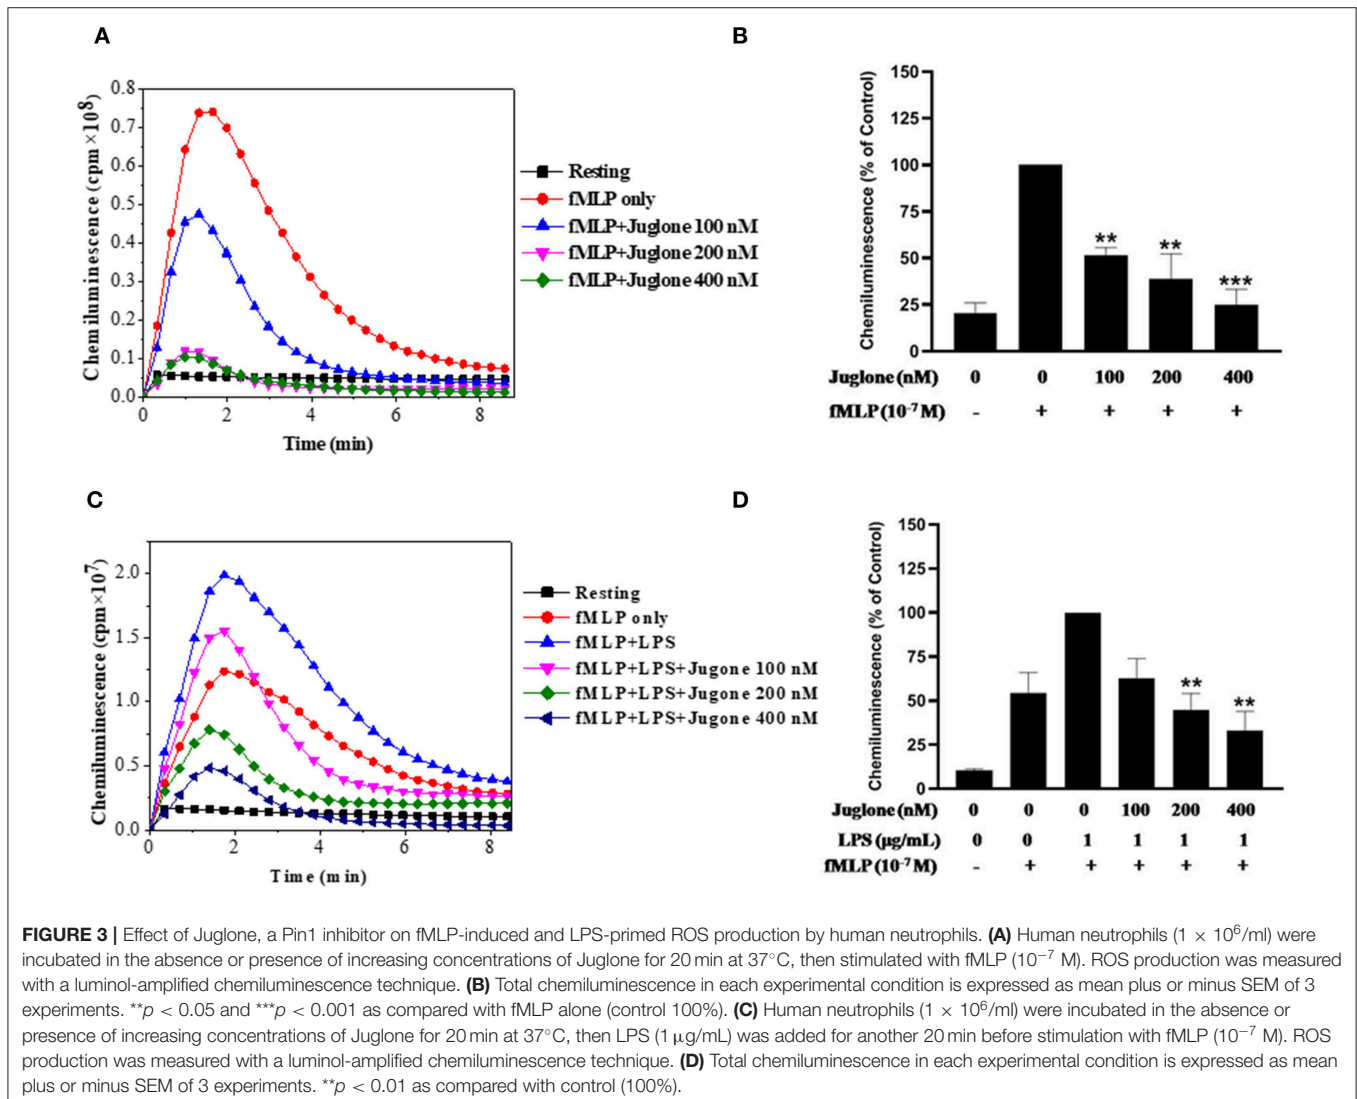 A
Chemiluminescence (cpm×10⁸)
0.8
0.7
0.6
0.5
0.4
0.3
0.2
0.1
0.0
0 2 4 6 8
Time (min)
Resting
fMLP only
fMLP+Juglone 100 nM
fMLP+Juglone 200 nM
fMLP+Juglone 400 nM
B
Chemiluminescence (% of Control)
150
100
75
50
25
0
** ** ***
Juglone (nM) 0 0 100 200 400
fMLP (10⁻⁷ M) - + + + +
C
Chemiluminescence (cpm×10⁷)
2.0
1.5
1.0
0.5
0.0
0 2 4 6 8
Time (min)
Resting
fMLP only
fMLP+LPS
fMLP+LPS+Jugone 100 nM
fMLP+LPS+Jugone 200 nM
fMLP+LPS+Jugone 400 nM
D
Chemiluminescence (% of Control)
150
100
75
50
25
0
** **
Juglone (nM) 0 0 0 100 200 400
LPS (µg/mL) 0 0 1 1 1 1
fMLP (10⁻⁷ M) - + + + + +
FIGURE 3 | Effect of Juglone, a Pin1 inhibitor on fMLP-induced and LPS-primed ROS production by human neutrophils. (A) Human neutrophils (1 × 10⁶/ml) were
incubated in the absence or presence of increasing concentrations of Juglone for 20 min at 37°C, then stimulated with fMLP (10⁻⁷ M). ROS production was measured
with a luminol-amplified chemiluminescence technique. (B) Total chemiluminescence in each experimental condition is expressed as mean plus or minus SEM of 3
experiments. **p < 0.05 and ***p < 0.001 as compared with fMLP alone (control 100%). (C) Human neutrophils (1 × 10⁶/ml) were incubated in the absence or
presence of increasing concentrations of Juglone for 20 min at 37°C, then LPS (1 µg/mL) was added for another 20 min before stimulation with fMLP (10⁻⁷ M). ROS
production was measured with a luminol-amplified chemiluminescence technique. (D) Total chemiluminescence in each experimental condition is expressed as mean
plus or minus SEM of 3 experiments. **p < 0.01 as compared with control (100%).